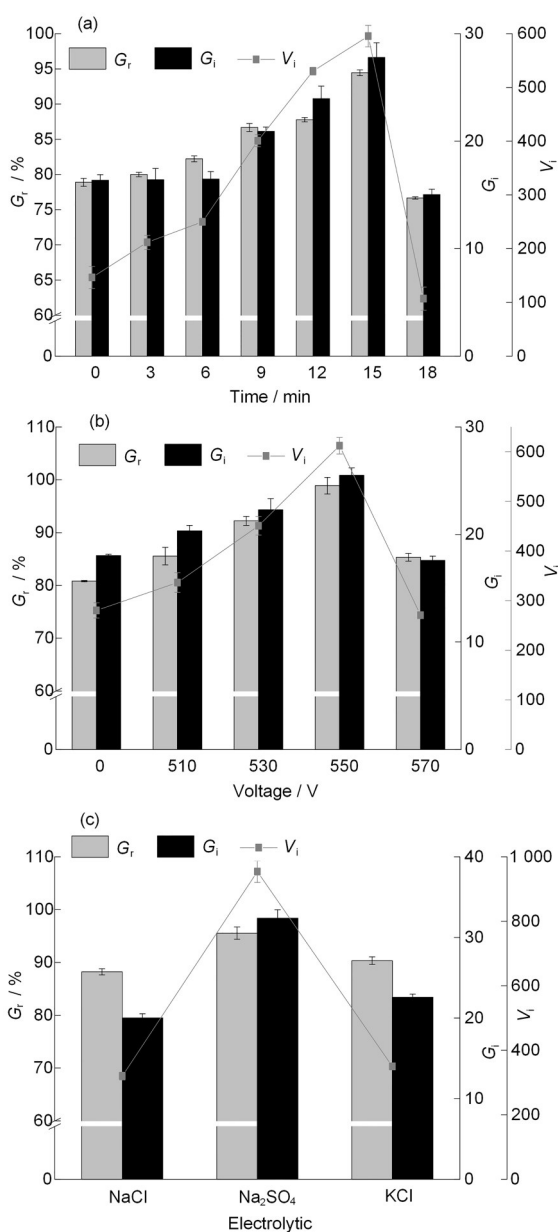 (a)
Gr Gi Vi
100 30 600
95 500
90
85 20 400
80
Gr / % Gi Vi
75 300
70 10 200
65
60 100
0 0 0
0 3 6 9 12 15 18
Time / min
(b)
110 30
Gr Gi Vi
600
100 500
20
90 400
Gr / % Gi Vi
80 300
10
70 200
60 100
0 0 0
0 510 530 550 570
Voltage / V
(c)
Gr Gi Vi
110 40 1 000
100 30 800
90
Gr / % Gi Vi
600
80 20
400
70 10
60 200
0 0 0
NaCl Na₂SO₄ KCl
Electrolytic